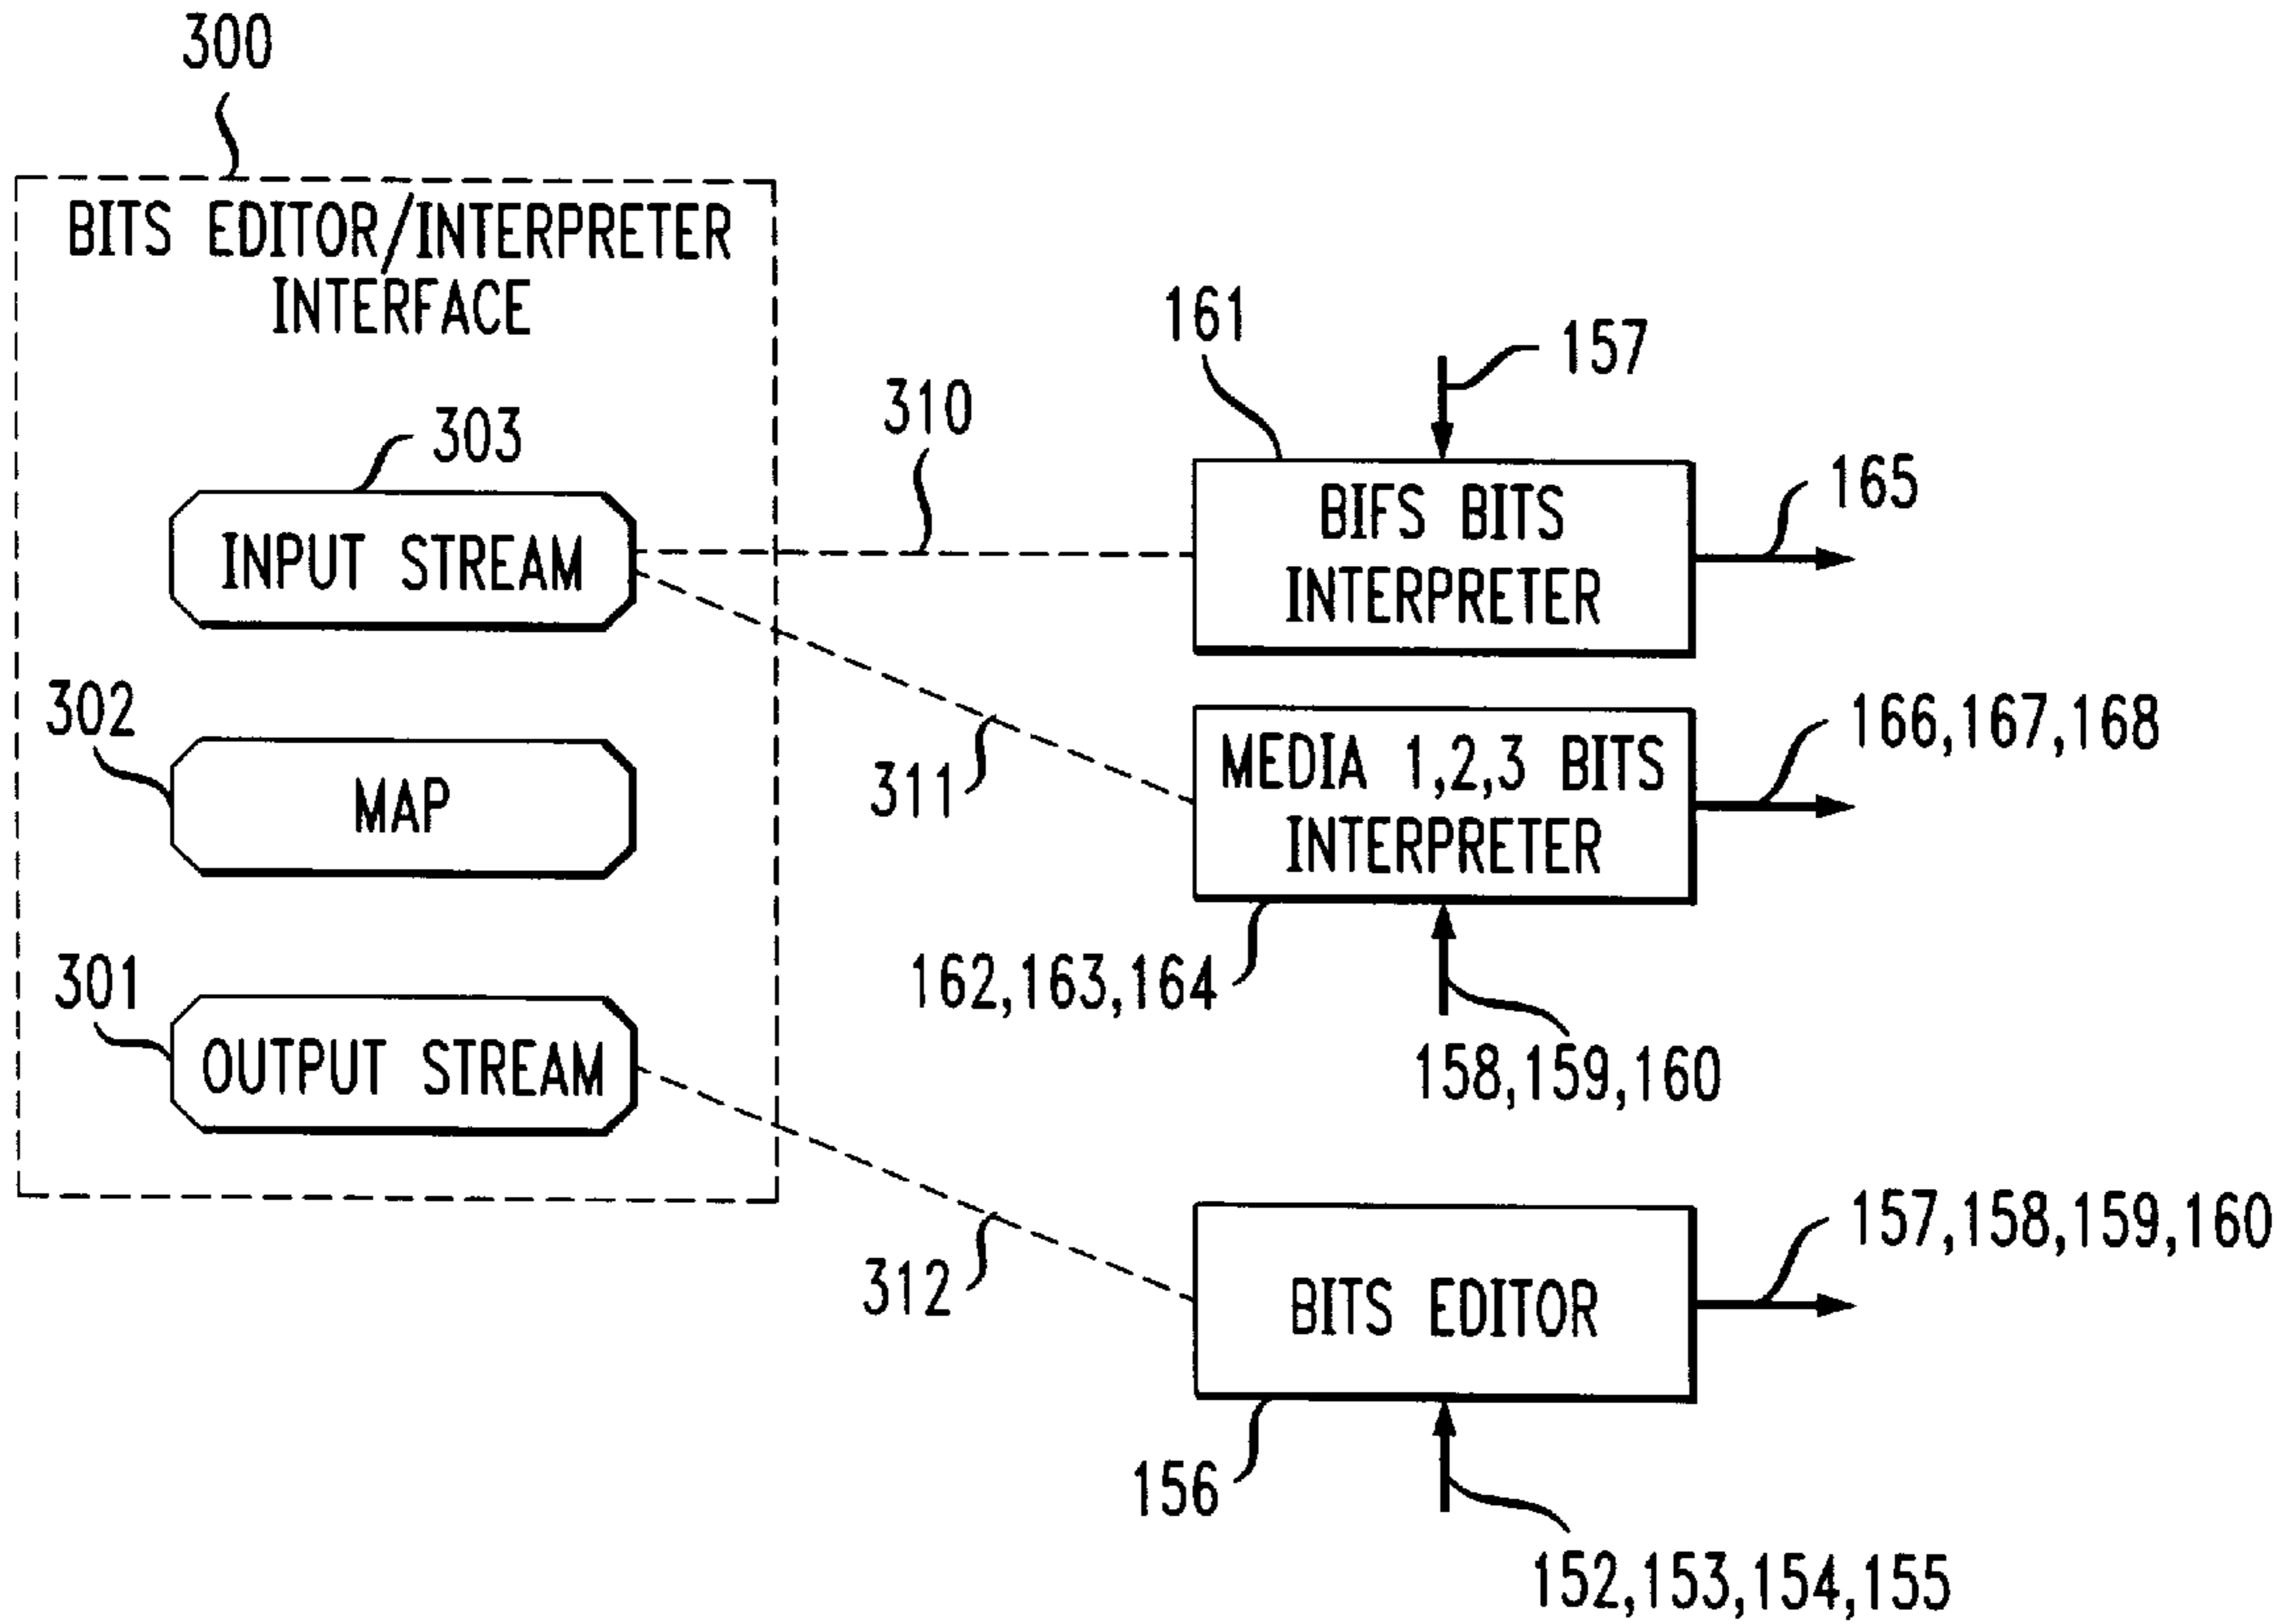 300
BITS EDITOR/INTERPRETER
INTERFACE
303
INPUT STREAM
302
MAP
301
OUTPUT STREAM
310
311
312
161
157
BIFS BITS
INTERPRETER
165
MEDIA 1,2,3 BITS
INTERPRETER
166,167,168
162,163,164
158,159,160
BITS EDITOR
157,158,159,160
156
152,153,154,155